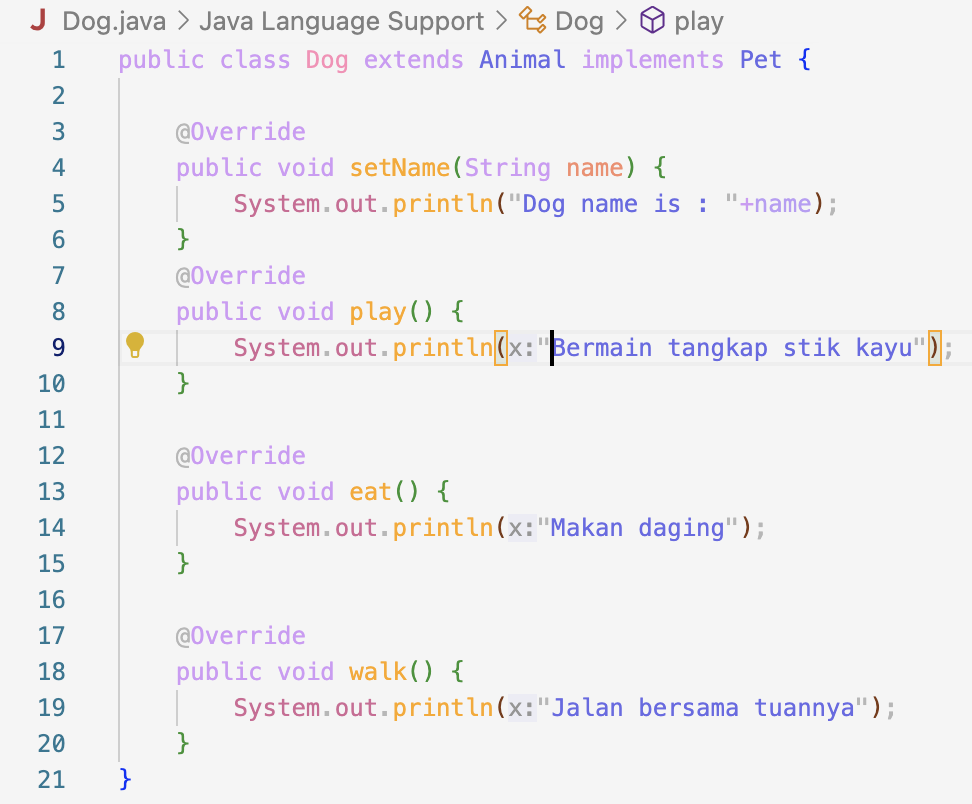 J Dog.java > Java Language Support > Dog > play
1 public class Dog extends Animal implements Pet {
2
3     @Override
4     public void setName(String name) {
5         System.out.println("Dog name is : "+name);
6     }
7     @Override
8     public void play() {
9         System.out.println(x:"Bermain tangkap stik kayu");
10     }
11
12     @Override
13     public void eat() {
14         System.out.println(x:"Makan daging");
15     }
16
17     @Override
18     public void walk() {
19         System.out.println(x:"Jalan bersama tuannya");
20     }
21 }